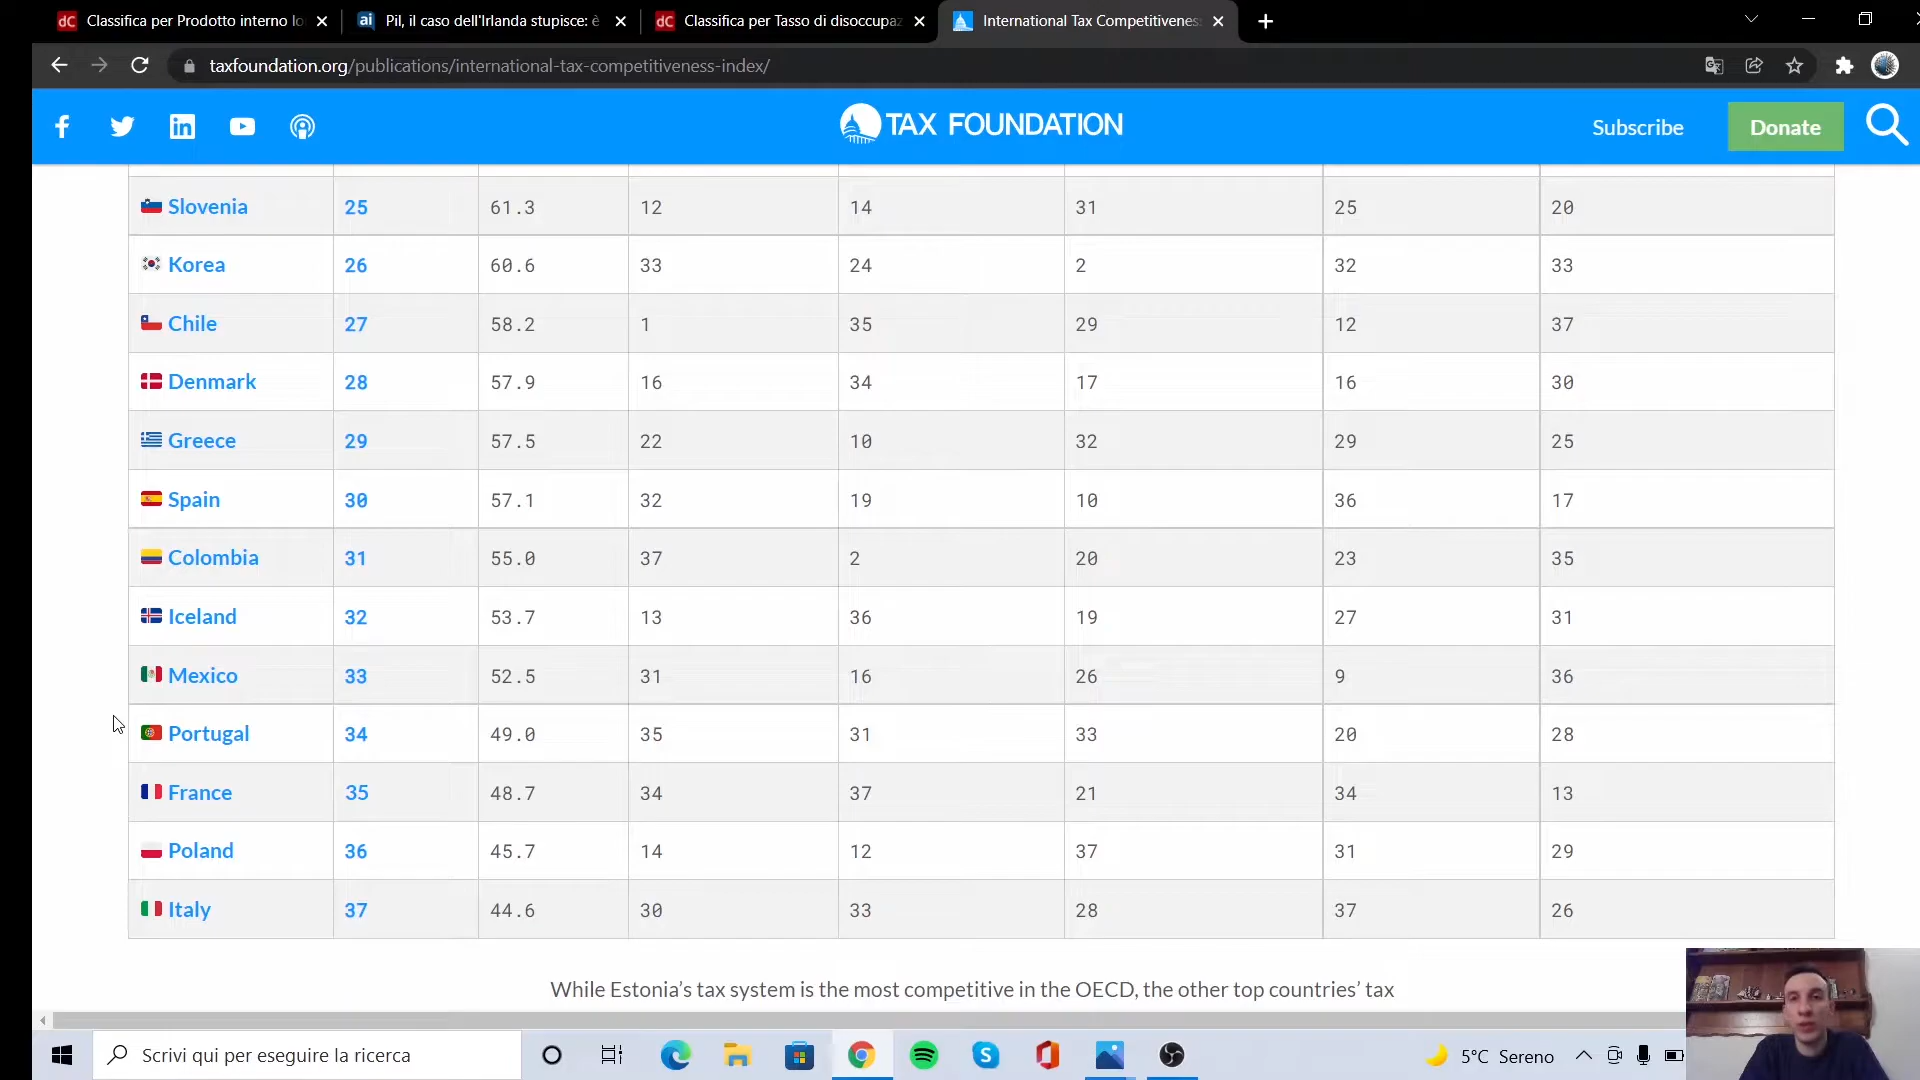 Classifica per Prodotto interno lo
Pil, il caso dell'Irlanda stupisce: è
Classifica per Tasso di disoccupaz
International Tax Competitiveness
taxfoundation.org/publications/international-tax-competitiveness-index/
TAX FOUNDATION
Subscribe
Donate
Slovenia 25 61.3 12 14 31 25 20
Korea 26 60.6 33 24 2 32 33
Chile 27 58.2 1 35 29 12 37
Denmark 28 57.9 16 34 17 16 30
Greece 29 57.5 22 10 32 29 25
Spain 30 57.1 32 19 10 36 17
Colombia 31 55.0 37 2 20 23 35
Iceland 32 53.7 13 36 19 27 31
Mexico 33 52.5 31 16 26 9 36
Portugal 34 49.0 35 31 33 20 28
France 35 48.7 34 37 21 34 13
Poland 36 45.7 14 12 37 31 29
Italy 37 44.6 30 33 28 37 26
While Estonia's tax system is the most competitive in the OECD, the other top countries' tax
Scrivi qui per eseguire la ricerca
5°C Sereno